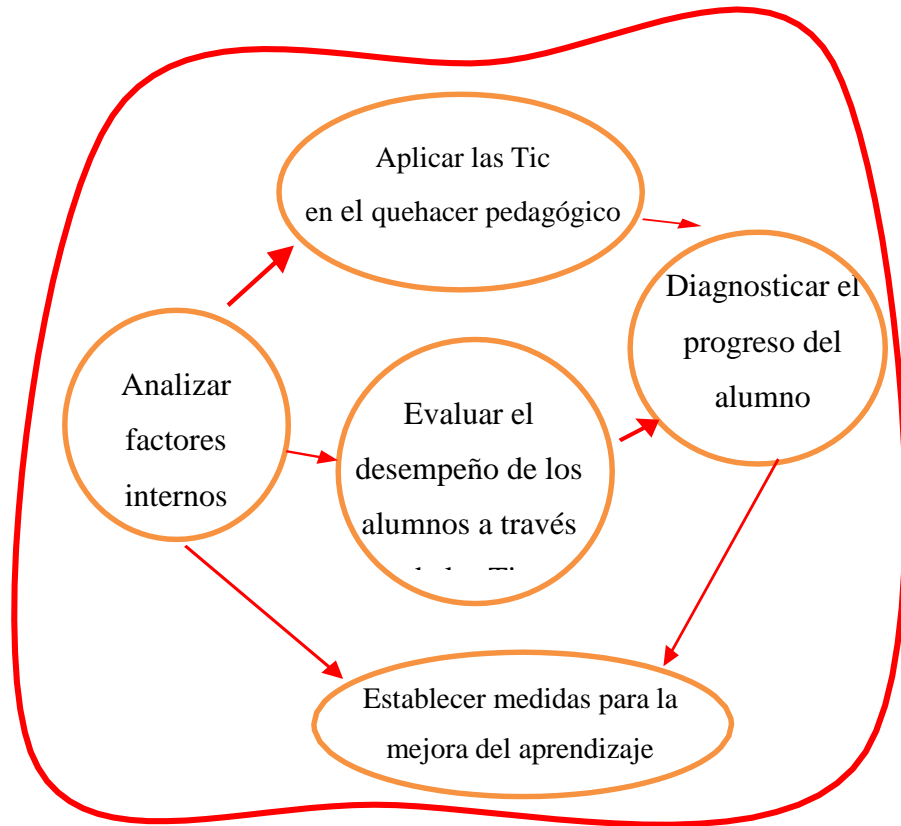 Aplicar las Tic
en el quehacer pedagógico
Diagnosticar el
progreso del
alumno
Analizar
factores
internos
Evaluar el
desempeño de los
alumnos a través
Establecer medidas para la
mejora del aprendizaje